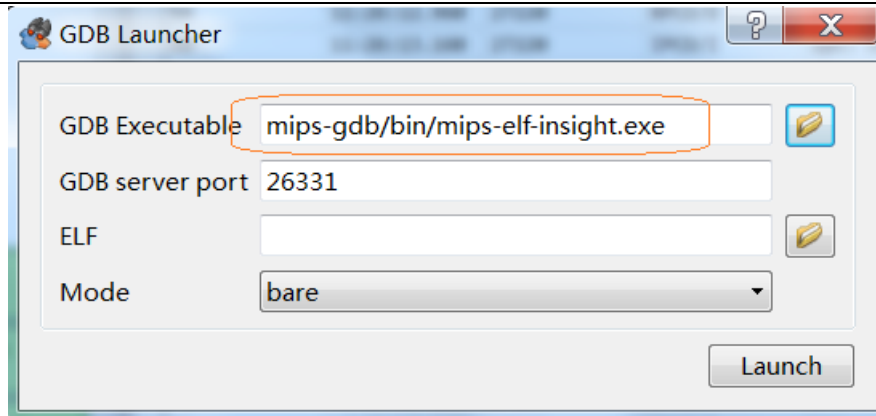 GDB Launcher
GDB Executable mips-gdb/bin/mips-elf-insight.exe
GDB server port 26331
ELF
Mode bare
Launch